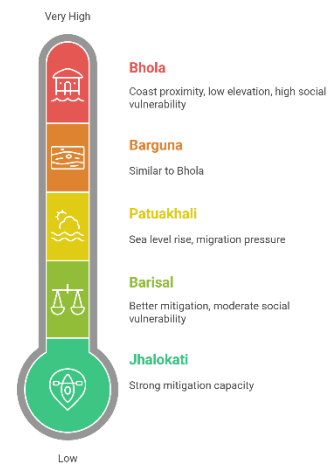 Very High
Bhola
Coast proximity, low elevation, high social
vulnerability
Barguna
Similar to Bhola
Patuakhali
Sea level rise, migration pressure
Barisal
Better mitigation, moderate social
vulnerability
Jhalokati
Strong mitigation capacity
Low